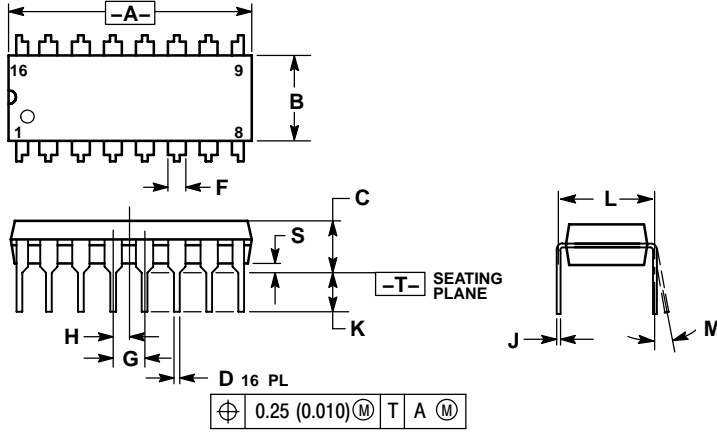 –A–
16 9
B
1 8
F
C
L
S
–T– SEATING
PLANE
K
H
G
J
M
D 16 PL
⌖ 0.25 (0.010) Ⓜ T A Ⓜ